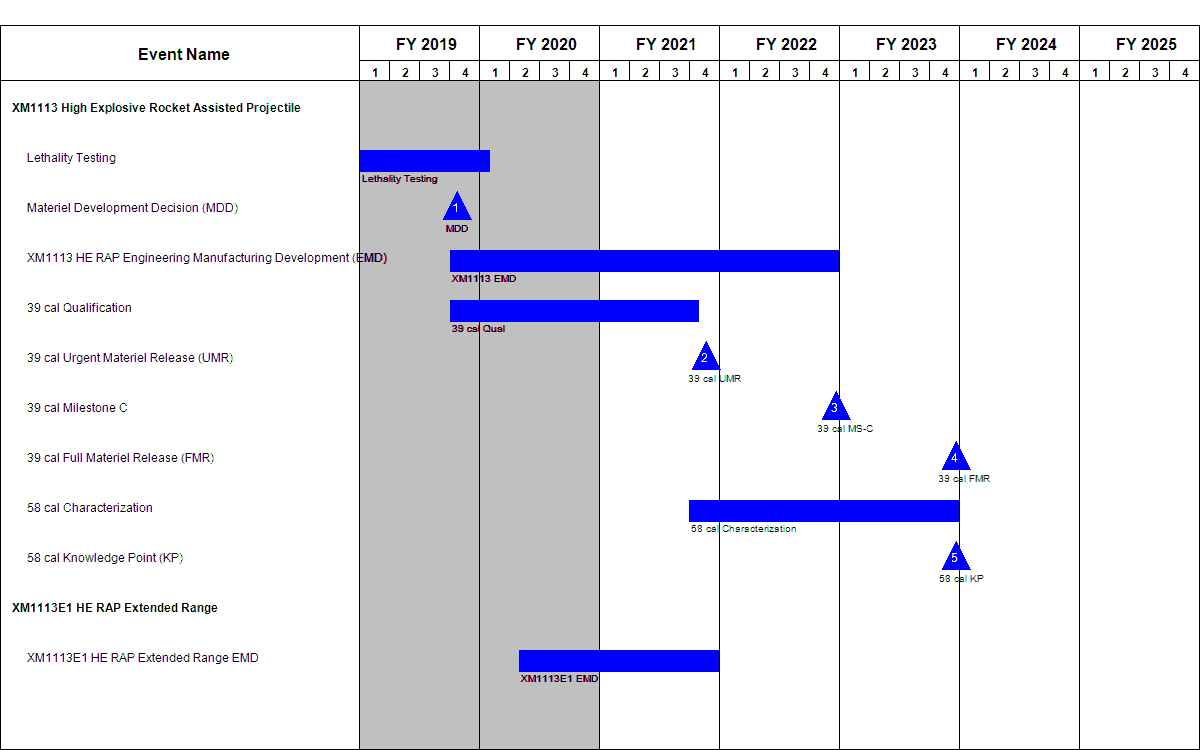 Event Name
FY 2019 FY 2020 FY 2021 FY 2022 FY 2023 FY 2024 FY 2025
1 2 3 4 1 2 3 4 1 2 3 4 1 2 3 4 1 2 3 4 1 2 3 4 1 2 3 4
XM1113 High Explosive Rocket Assisted Projectile
Lethality Testing
Lethality Testing
Materiel Development Decision (MDD)
1
MDD
XM1113 HE RAP Engineering Manufacturing Development (EMD)
XM1113 EMD
39 cal Qualification
39 cal Qual
39 cal Urgent Materiel Release (UMR)
2
39 cal UMR
39 cal Milestone C
3
39 cal MS-C
39 cal Full Materiel Release (FMR)
4
39 cal FMR
58 cal Characterization
58 cal Characterization
58 cal Knowledge Point (KP)
5
58 cal KP
XM1113E1 HE RAP Extended Range
XM1113E1 HE RAP Extended Range EMD
XM1113E1 EMD